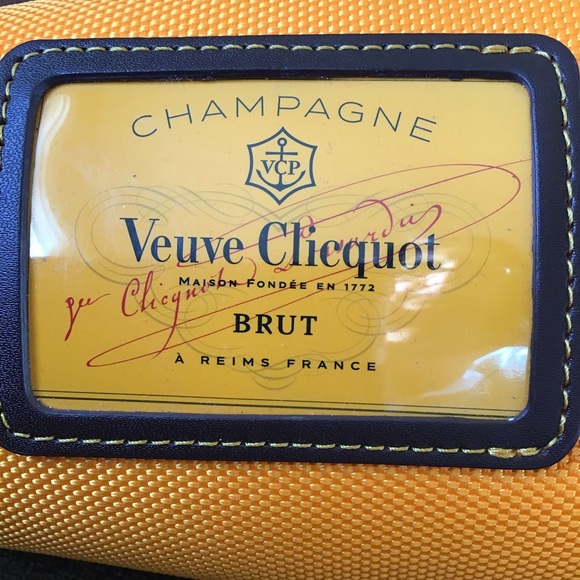 CHAMPAGNE
VCP
Veuve Clicquot
MAISON FONDÉE EN 1772
BRUT
À REIMS FRANCE